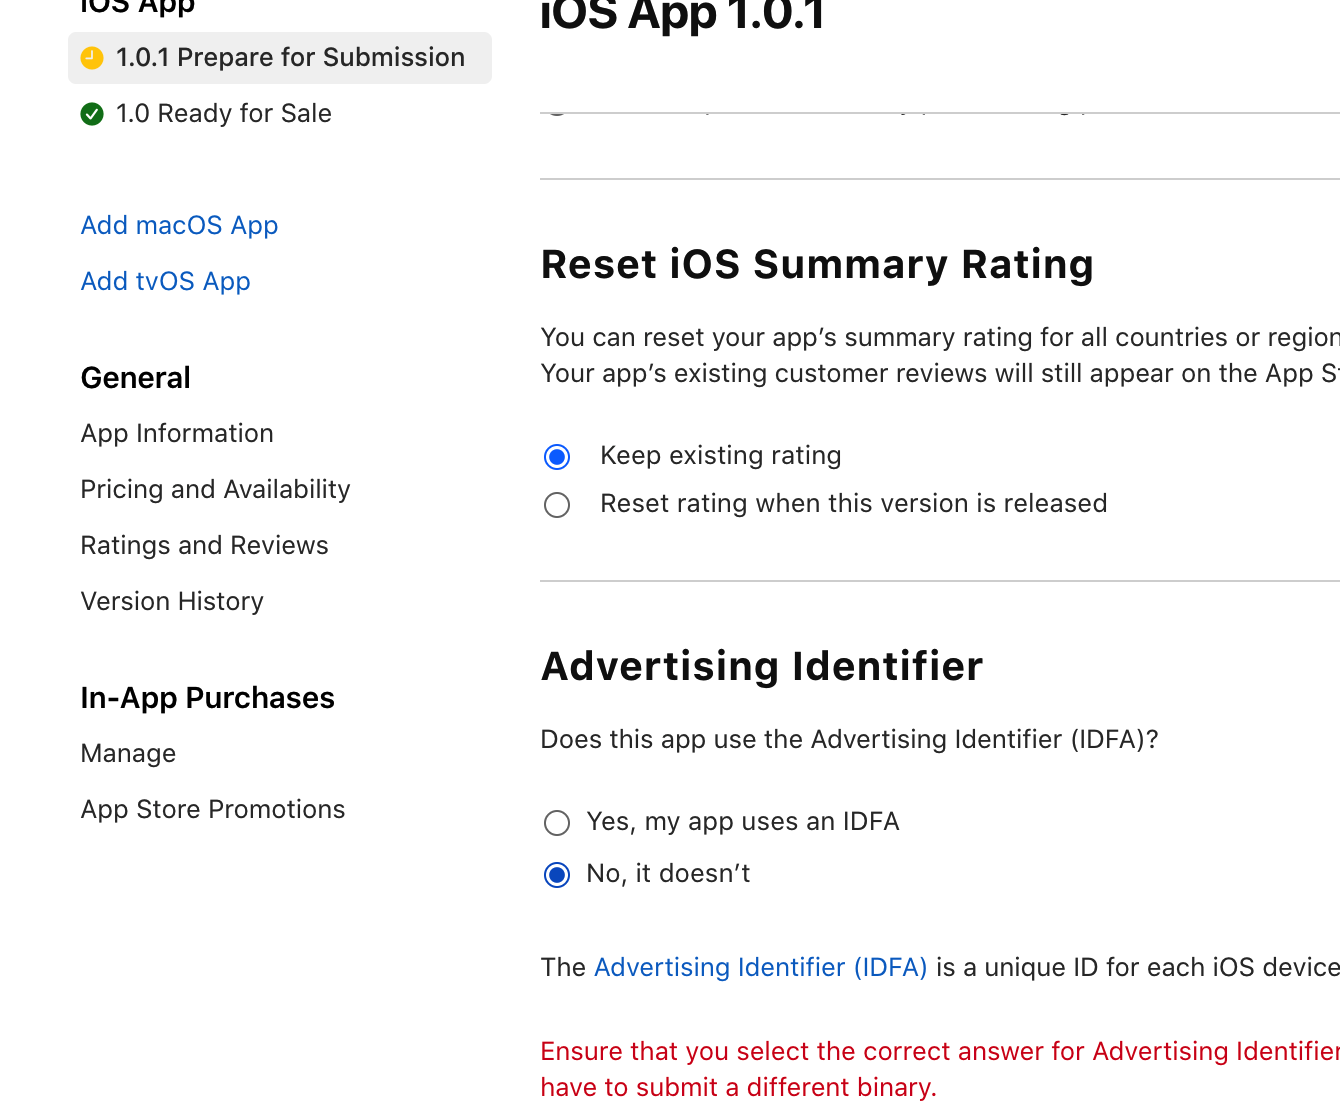 iOS App
1.0.1 Prepare for Submission
1.0 Ready for Sale
Add macOS App
Add tvOS App
General
App Information
Pricing and Availability
Ratings and Reviews
Version History
In-App Purchases
Manage
App Store Promotions
iOS App 1.0.1
Reset iOS Summary Rating
You can reset your app’s summary rating for all countries or region
Your app’s existing customer reviews will still appear on the App St
Keep existing rating
Reset rating when this version is released
Advertising Identifier
Does this app use the Advertising Identifier (IDFA)?
Yes, my app uses an IDFA
No, it doesn’t
The Advertising Identifier (IDFA) is a unique ID for each iOS device
Ensure that you select the correct answer for Advertising Identifier
have to submit a different binary.